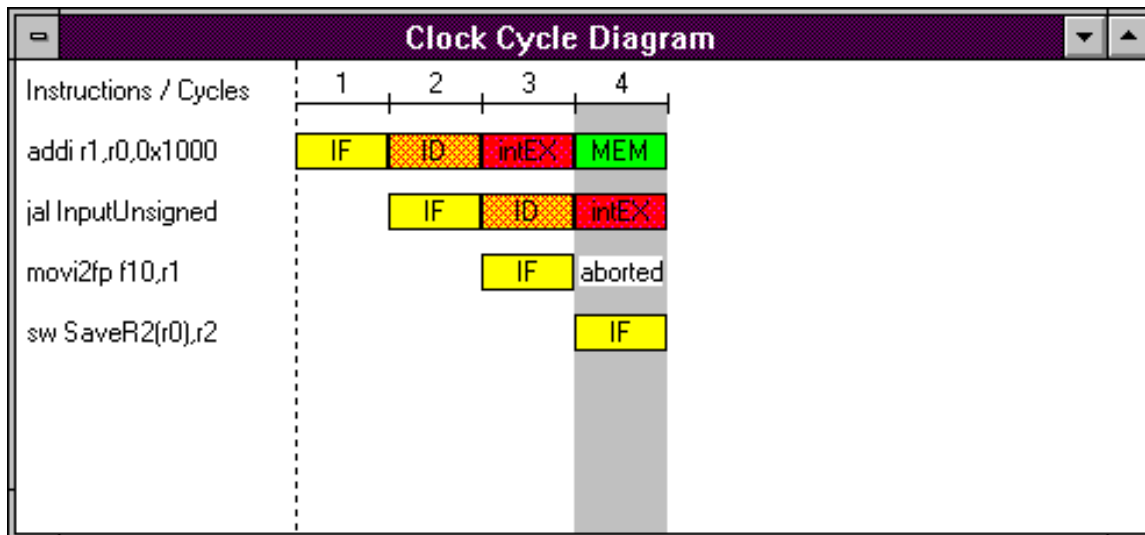 Clock Cycle Diagram
Instructions / Cycles 1 2 3 4
addi r1,r0,0x1000 IF ID intEX MEM
jal InputUnsigned IF ID intEX
movi2fp f10,r1 IF aborted
sw SaveR2(r0),r2 IF